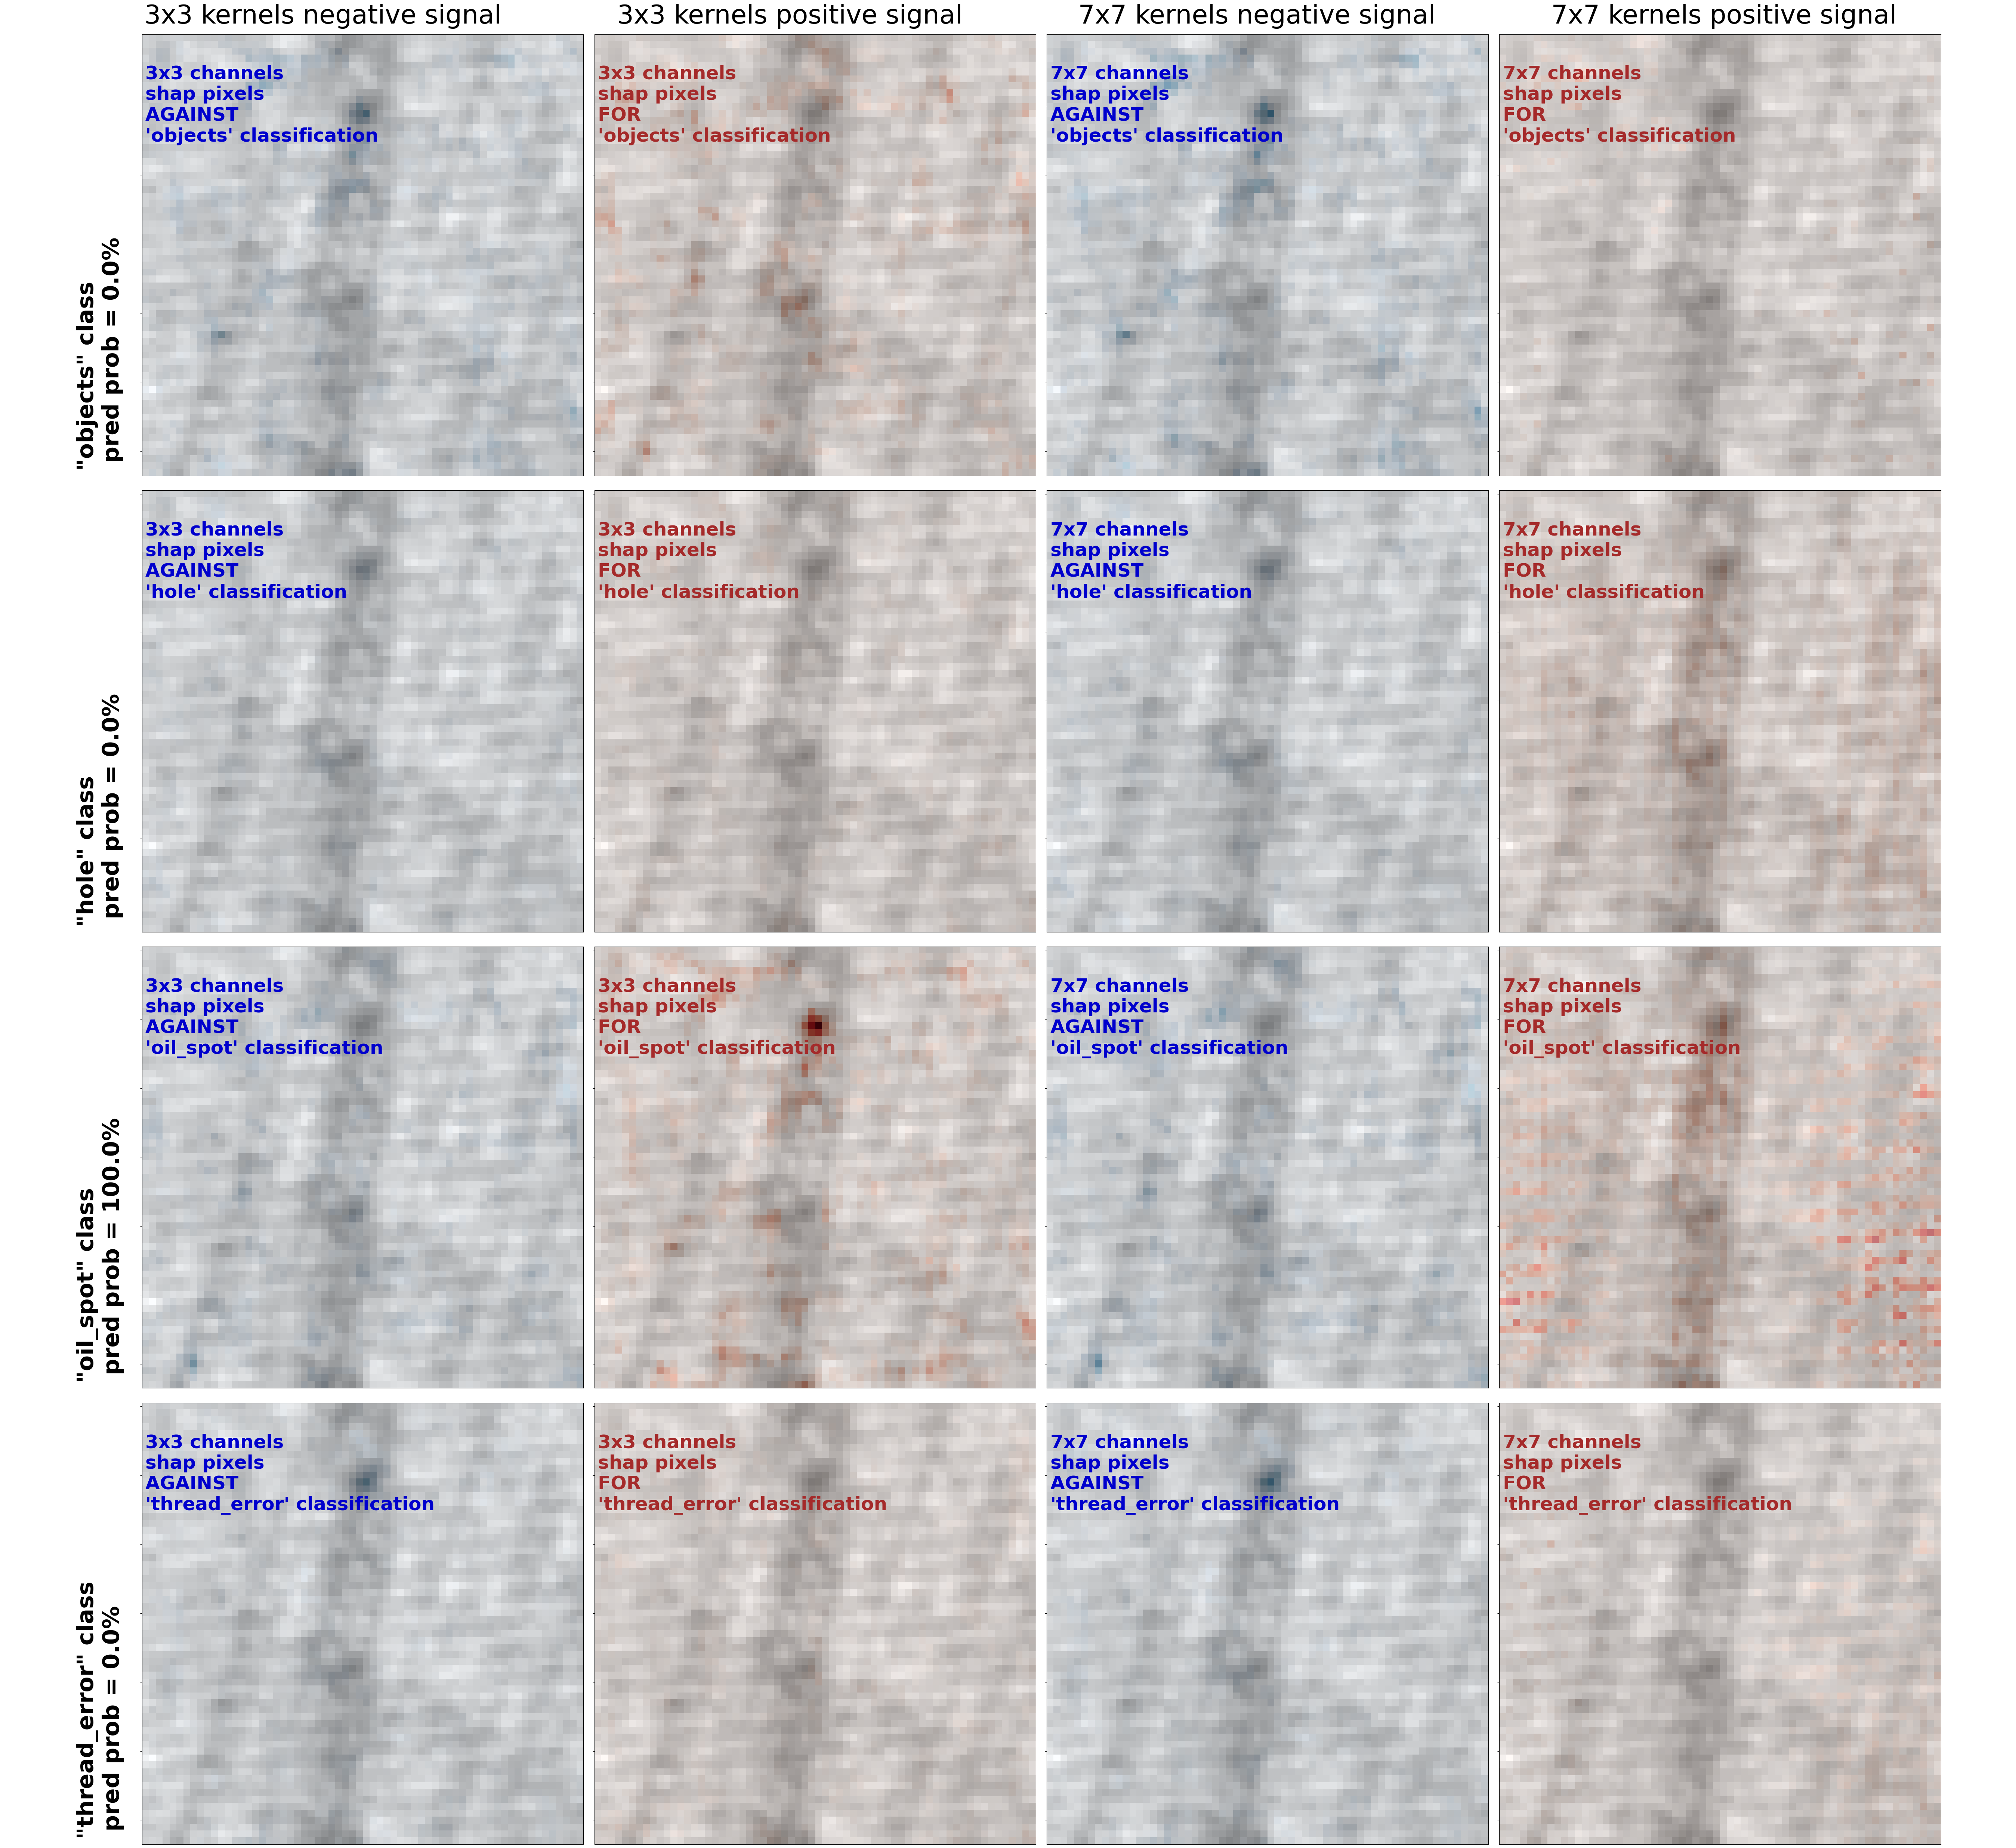 3x3 kernels negative signal
3x3 kernels positive signal
7x7 kernels negative signal
7x7 kernels positive signal
"objects" class
pred prob = 0.0%
3x3 channels
shap pixels
AGAINST
'objects' classification
3x3 channels
shap pixels
FOR
'objects' classification
7x7 channels
shap pixels
AGAINST
'objects' classification
7x7 channels
shap pixels
FOR
'objects' classification
"hole" class
pred prob = 0.0%
3x3 channels
shap pixels
AGAINST
'hole' classification
3x3 channels
shap pixels
FOR
'hole' classification
7x7 channels
shap pixels
AGAINST
'hole' classification
7x7 channels
shap pixels
FOR
'hole' classification
"oil_spot" class
pred prob = 100.0%
3x3 channels
shap pixels
AGAINST
'oil_spot' classification
3x3 channels
shap pixels
FOR
'oil_spot' classification
7x7 channels
shap pixels
AGAINST
'oil_spot' classification
7x7 channels
shap pixels
FOR
'oil_spot' classification
"thread_error" class
pred prob = 0.0%
3x3 channels
shap pixels
AGAINST
'thread_error' classification
3x3 channels
shap pixels
FOR
'thread_error' classification
7x7 channels
shap pixels
AGAINST
'thread_error' classification
7x7 channels
shap pixels
FOR
'thread_error' classification